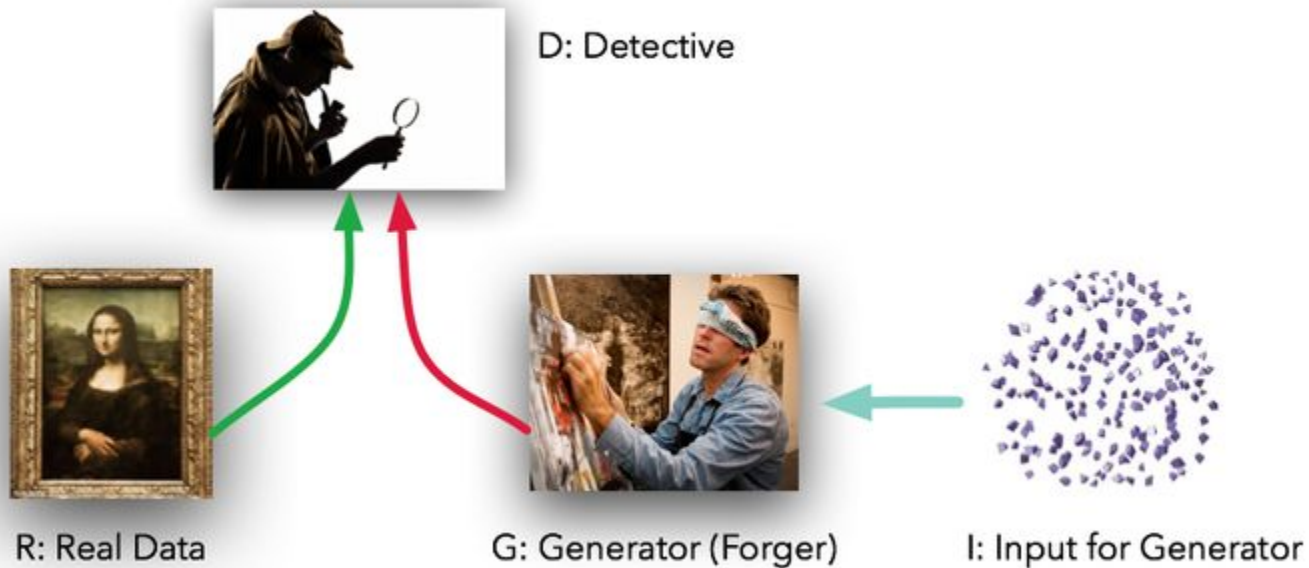 D: Detective
R: Real Data
G: Generator (Forger)
I: Input for Generator